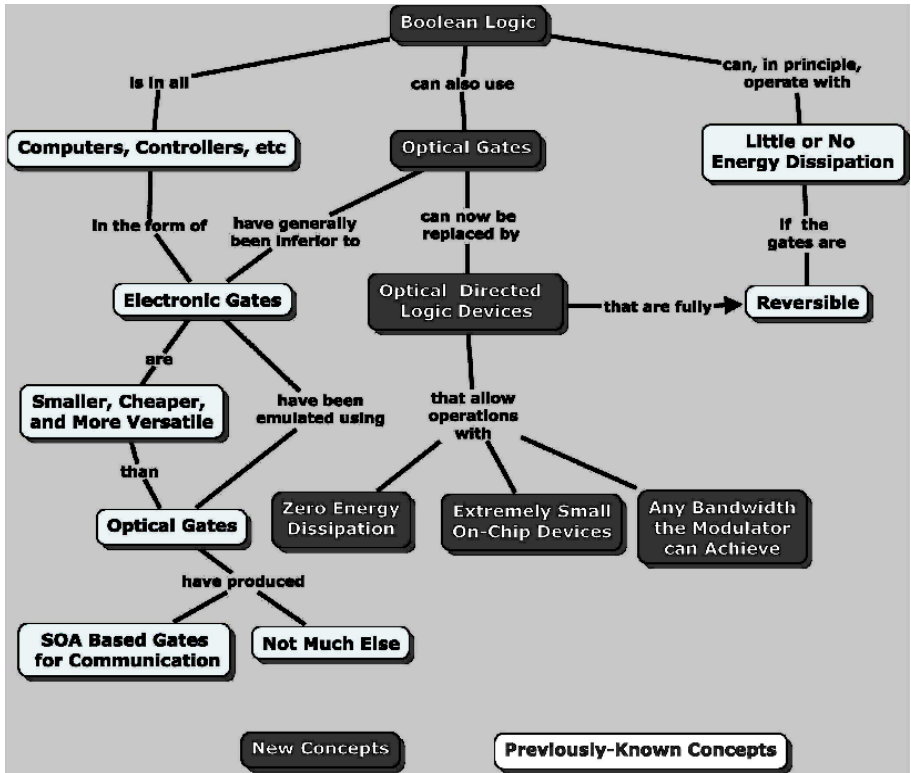 Boolean Logic
is in all
can also use
can, in principle,
operate with
Computers, Controllers, etc
Optical Gates
Little or No
Energy Dissipation
In the form of
have generally
been inferior to
can now be
replaced by
if the
gates are
Electronic Gates
Optical Directed
Logic Devices
that are fully
Reversible
are
have been
emulated using
that allow
operations
with
Smaller, Cheaper,
and More Versatile
than
Optical Gates
Zero Energy
Dissipation
Extremely Small
On-Chip Devices
Any Bandwidth
the Modulator
can Achieve
have produced
SOA Based Gates
for Communication
Not Much Else
New Concepts
Previously-Known Concepts